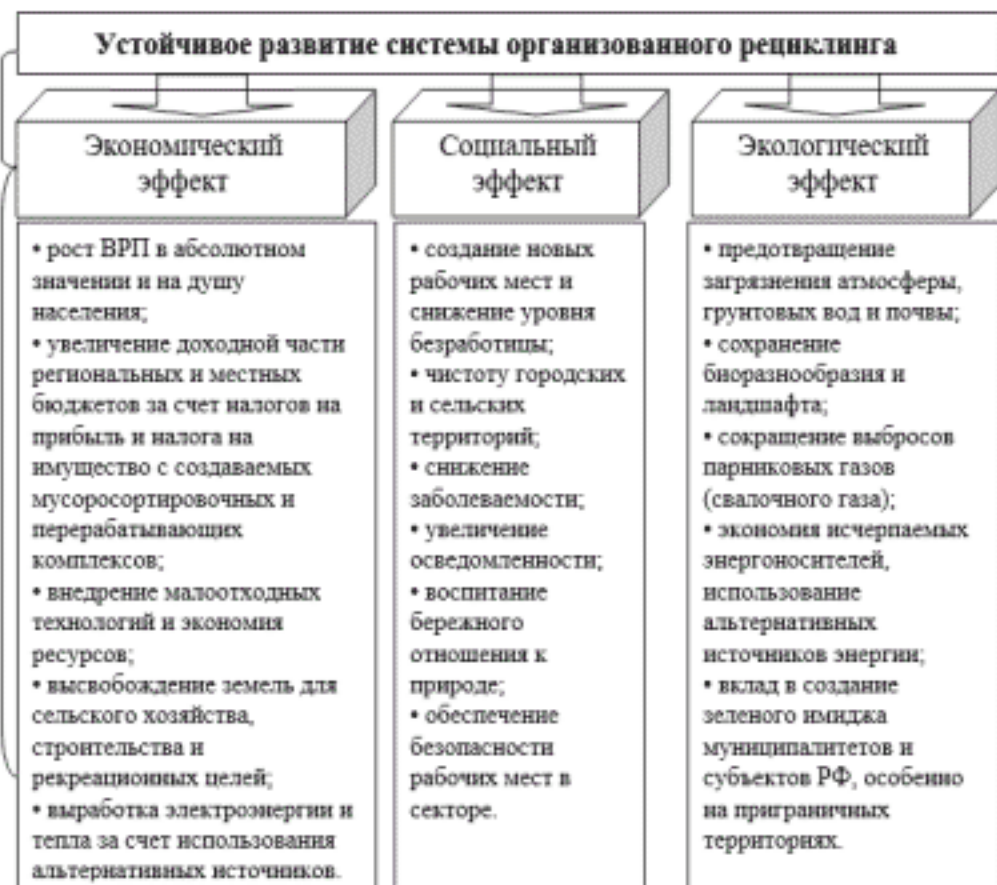 Устойчивое развитие системы организованного рециклинга
Экономический
эффект
• рост ВРП в абсолютном
значении и на душу
населения;
• увеличение доходной части
региональных и местных
бюджетов за счет налогов на
прибыль и налога на
имущество с создаваемых
мусоросортировочных и
перерабатывающих
комплексов;
• внедрение малоотходных
технологий и экономия
ресурсов;
• высвобождение земель для
сельского хозяйства,
строительства и
рекреационных целей;
• выработка электроэнергии и
тепла за счет использования
альтернативных источников.
Социальный
эффект
• создание новых
рабочих мест и
снижение уровня
безработицы;
• чистоту городских
и сельских
территорий;
• снижение
заболеваемости;
• увеличение
осведомленности;
• воспитание
бережного
отношения к
природе;
• обеспечение
безопасности
рабочих мест в
секторе.
Экологический
эффект
• предотвращение
загрязнения атмосферы,
грунтовых вод и почвы;
• сохранение
биоразнообразия и
ландшафта;
• сокращение выбросов
парниковых газов
(свалочного газа);
• экономия исчерпаемых
энергоносителей,
использование
альтернативных
источников энергии;
• вклад в создание
зеленого имиджа
муниципалитетов и
субъектов РФ, особенно
на приграничных
территориях.